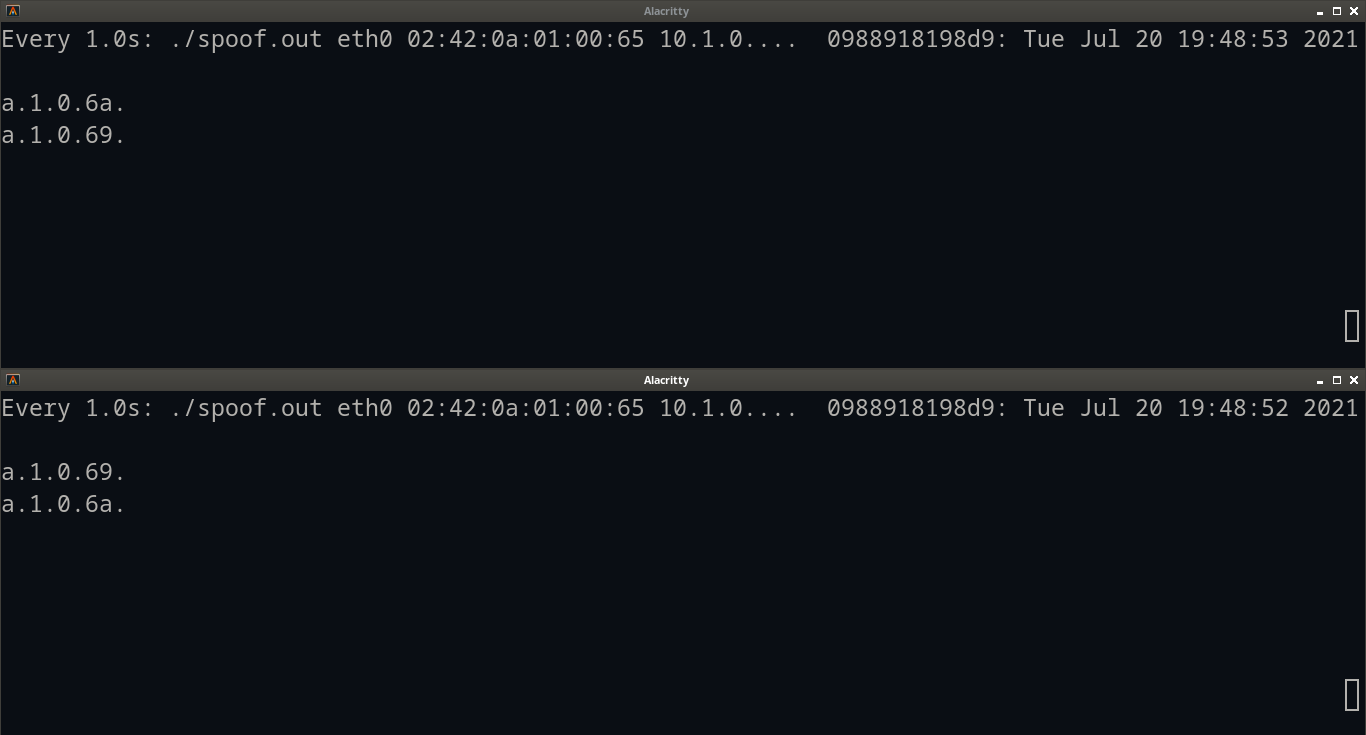 Alacritty
Every 1.0s: ./spoof.out eth0 02:42:0a:01:00:65 10.1.0....  0988918198d9: Tue Jul 20 19:48:53 2021
a.1.0.6a.
a.1.0.69.
Alacritty
Every 1.0s: ./spoof.out eth0 02:42:0a:01:00:65 10.1.0....  0988918198d9: Tue Jul 20 19:48:52 2021
a.1.0.69.
a.1.0.6a.